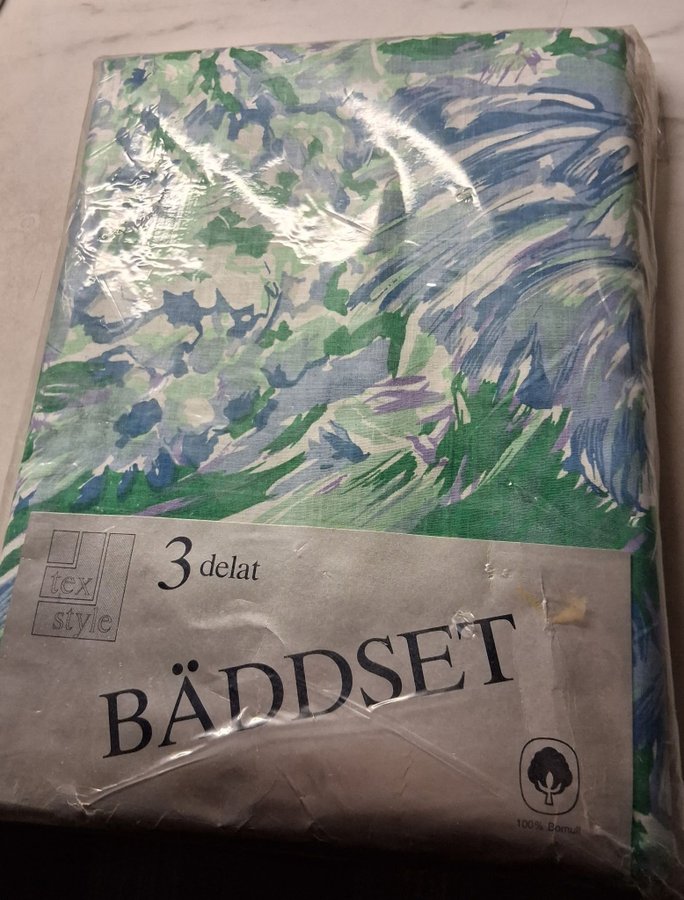 3 delat
tex
style
BÄDDSET
100% Bomull